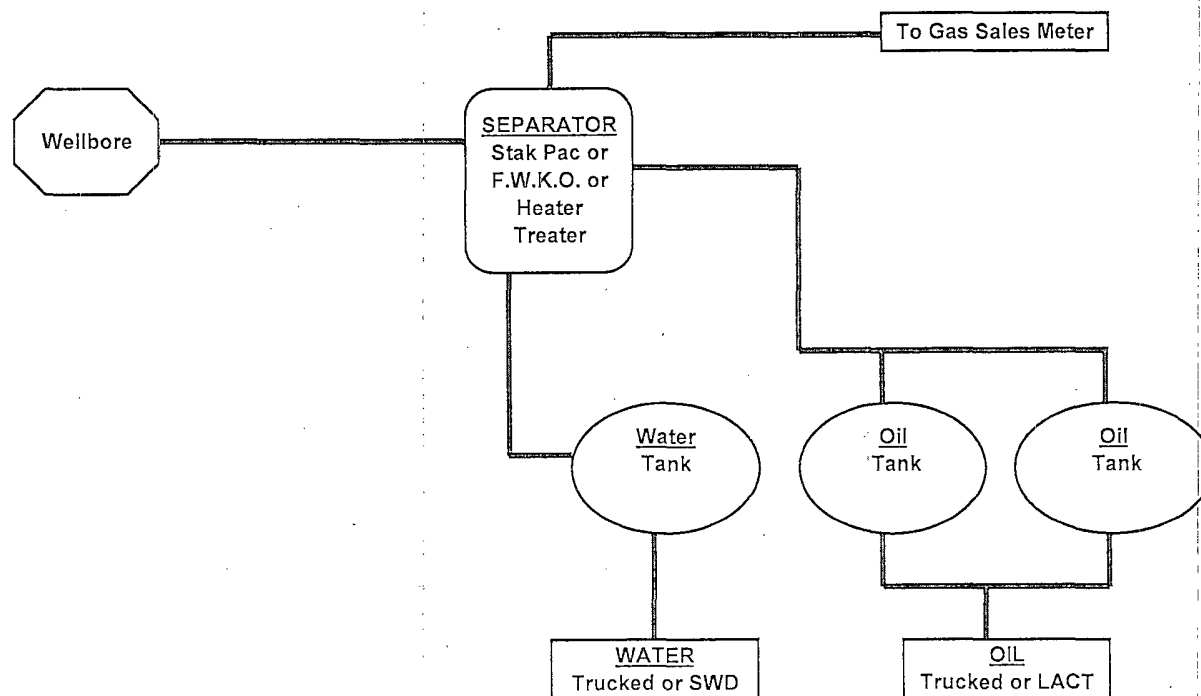 To Gas Sales Meter
Wellbore
SEPARATOR
Stak Pac or
F.W.K.O. or
Heater
Treater
Water
Tank
Oil
Tank
Oil
Tank
WATER
Trucked or SWD
OIL
Trucked or LACT